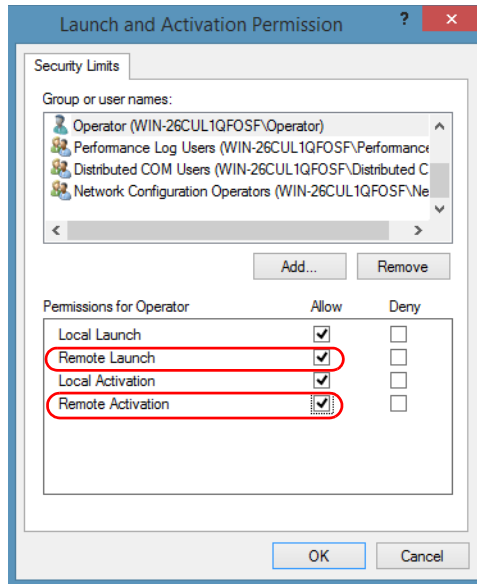 Launch and Activation Permission ?
Security Limits
Group or user names:
Operator (WIN-26CUL1QFOSF\Operator)
Performance Log Users (WIN-26CUL1QFOSF\Performance
Distributed COM Users (WIN-26CUL1QFOSF\Distributed C
Network Configuration Operators (WIN-26CUL1QFOSF\Ne
Add... Remove
Permissions for Operator Allow Deny
Local Launch
Remote Launch
Local Activation
Remote Activation
OK Cancel